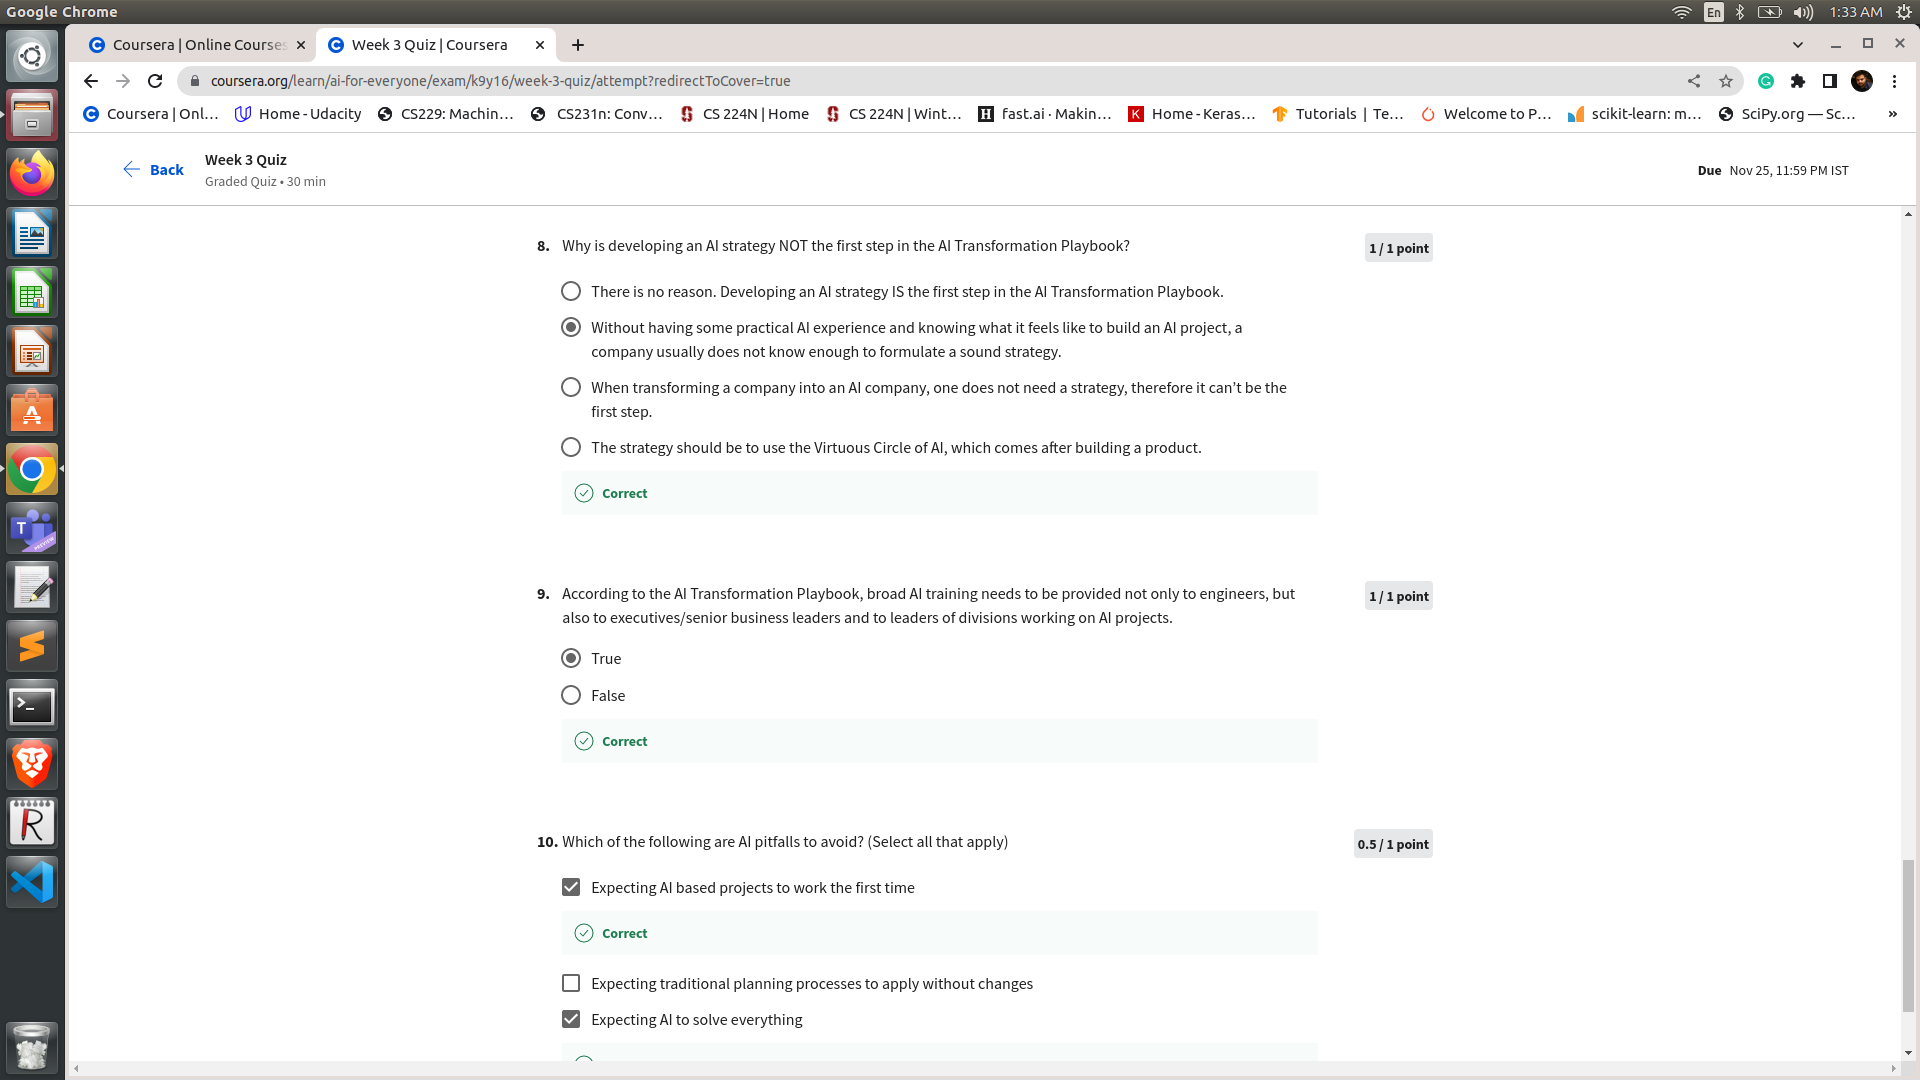 Google Chrome
En
1:33 AM
Coursera | Online Courses
Week 3 Quiz | Coursera
coursera.org/learn/ai-for-everyone/exam/k9y16/week-3-quiz/attempt?redirectToCover=true
Coursera | Onl...
Home - Udacity
CS229: Machin...
CS231n: Conv...
CS 224N | Home
CS 224N | Wint...
fast.ai · Makin...
Home - Keras...
Tutorials | Te...
Welcome to P...
scikit-learn: m...
SciPy.org — Sc...
Back
Week 3 Quiz
Graded Quiz • 30 min
Due Nov 25, 11:59 PM IST
8. Why is developing an AI strategy NOT the first step in the AI Transformation Playbook?
1 / 1 point
There is no reason. Developing an AI strategy IS the first step in the AI Transformation Playbook.
Without having some practical AI experience and knowing what it feels like to build an AI project, a
company usually does not know enough to formulate a sound strategy.
When transforming a company into an AI company, one does not need a strategy, therefore it can't be the
first step.
The strategy should be to use the Virtuous Circle of AI, which comes after building a product.
Correct
9. According to the AI Transformation Playbook, broad AI training needs to be provided not only to engineers, but
also to executives/senior business leaders and to leaders of divisions working on AI projects.
1 / 1 point
True
False
Correct
10. Which of the following are AI pitfalls to avoid? (Select all that apply)
0.5 / 1 point
Expecting AI based projects to work the first time
Correct
Expecting traditional planning processes to apply without changes
Expecting AI to solve everything